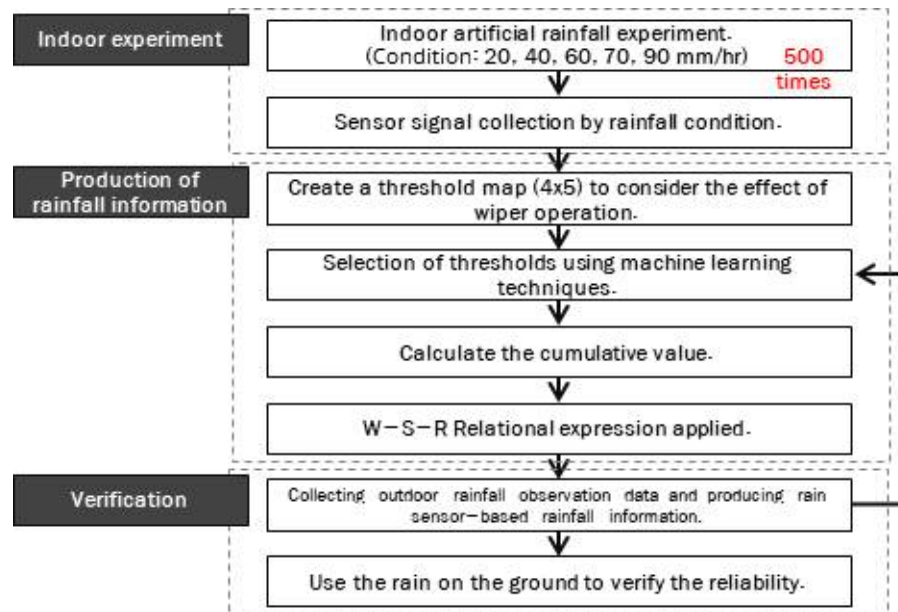 Indoor experiment
Indoor artificial rainfall experiment.
(Condition: 20, 40, 60, 70, 90 mm/hr)
500
times
Sensor signal collection by rainfall condition.
Production of
rainfall information
Create a threshold map (4x5) to consider the effect of
wiper operation.
Selection of thresholds using machine learning
techniques.
Calculate the cumulative value.
W-S-R Relational expression applied.
Verification
Collecting outdoor rainfall observation data and producing rain
sensor-based rainfall information.
Use the rain on the ground to verify the reliability.